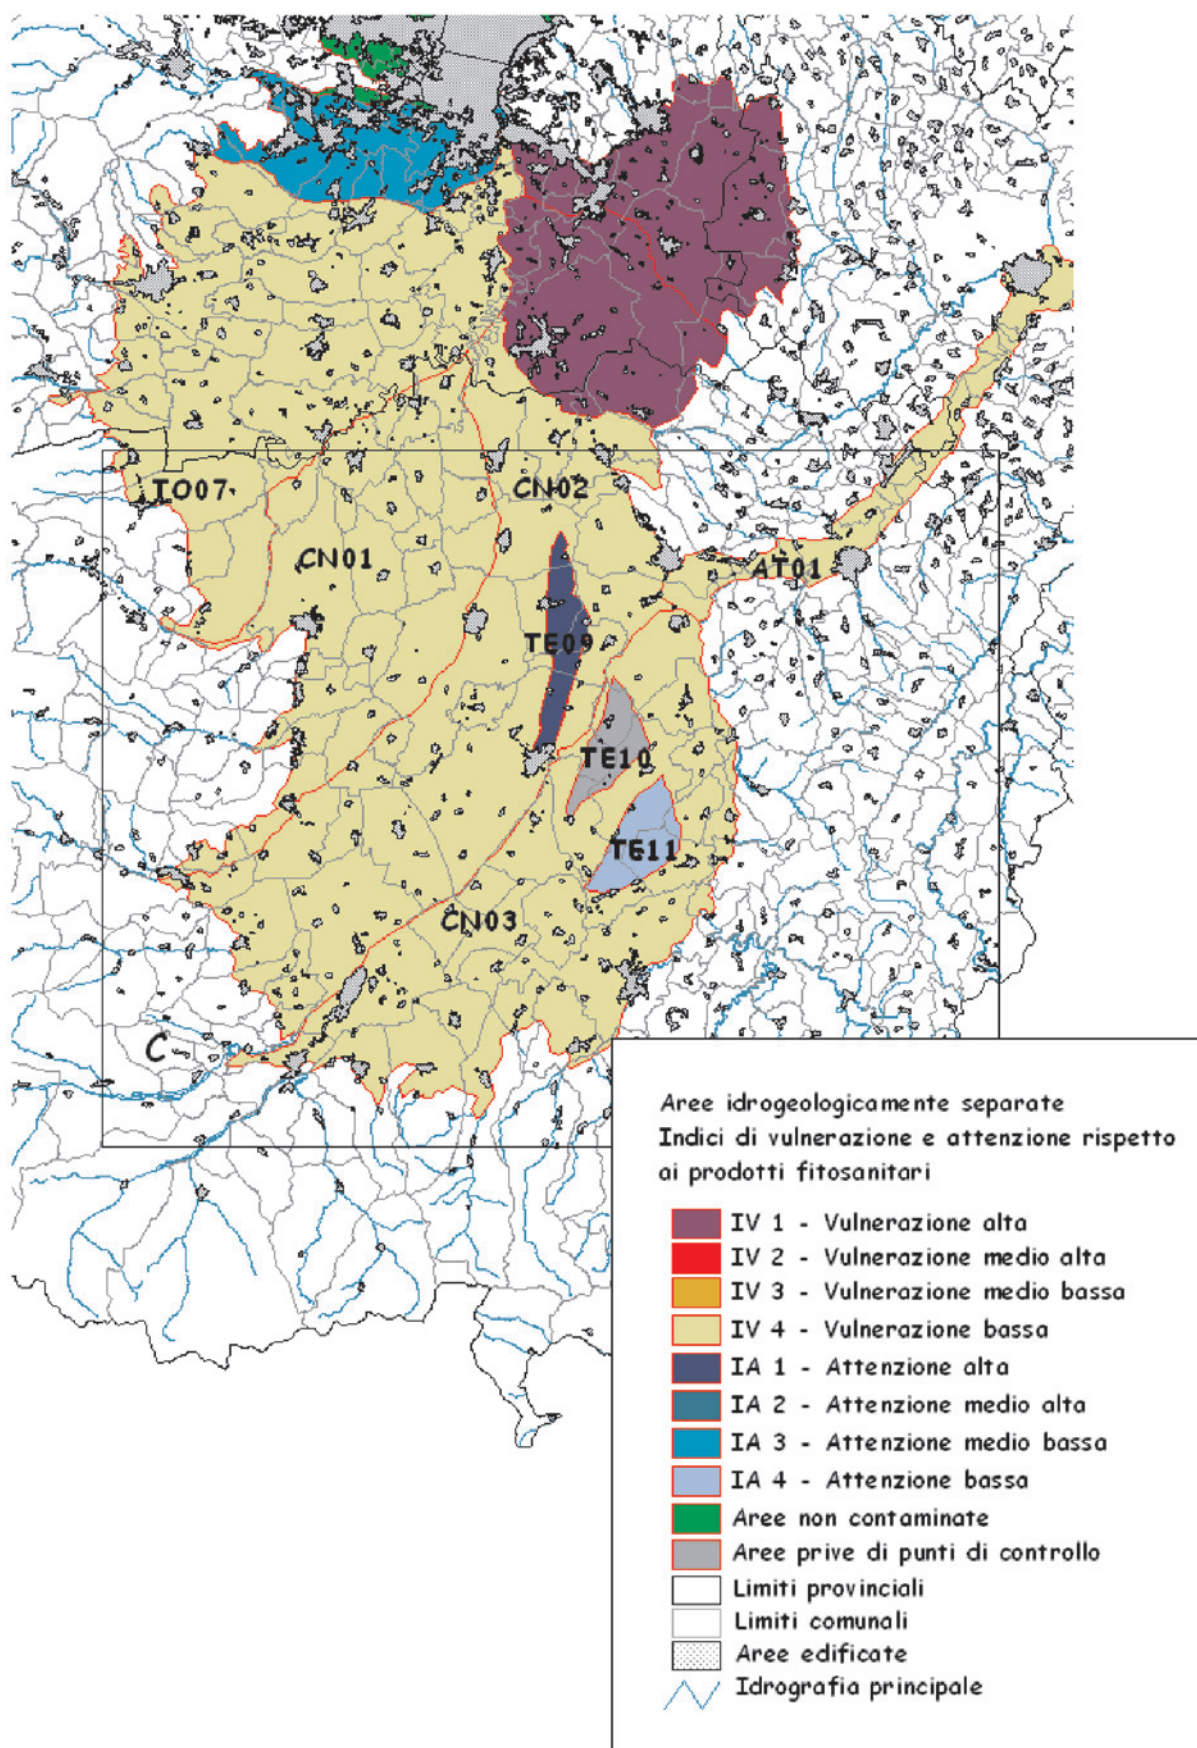 TO07
CN02
CN01
AT01
TE09
TE10
TE11
CN03
C
Aree idrogeologicamente separate
Indici di vulnerazione e attenzione rispetto
ai prodotti fitosanitari
IV 1 - Vulnerazione alta
IV 2 - Vulnerazione medio alta
IV 3 - Vulnerazione medio bassa
IV 4 - Vulnerazione bassa
IA 1 - Attenzione alta
IA 2 - Attenzione medio alta
IA 3 - Attenzione medio bassa
IA 4 - Attenzione bassa
Aree non contaminate
Aree prive di punti di controllo
Limiti provinciali
Limiti comunali
Aree edificate
Idrografia principale